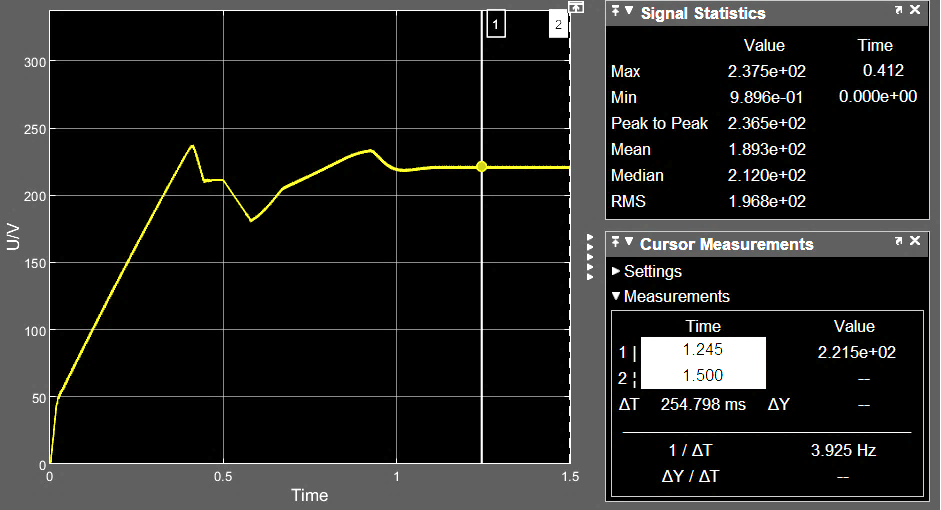 1
2
300
250
200
150
100
50
0
0
0.5
1
1.5
U/V
Time
Signal Statistics
Value Time
Max 2.375e+02 0.412
Min 9.896e-01 0.000e+00
Peak to Peak 2.365e+02
Mean 1.893e+02
Median 2.120e+02
RMS 1.968e+02
Cursor Measurements
Settings
Measurements
Time Value
1 | 1.245 2.215e+02
2 ¦ 1.500 --
ΔT 254.798 ms ΔY --
1 / ΔT 3.925 Hz
ΔY / ΔT --